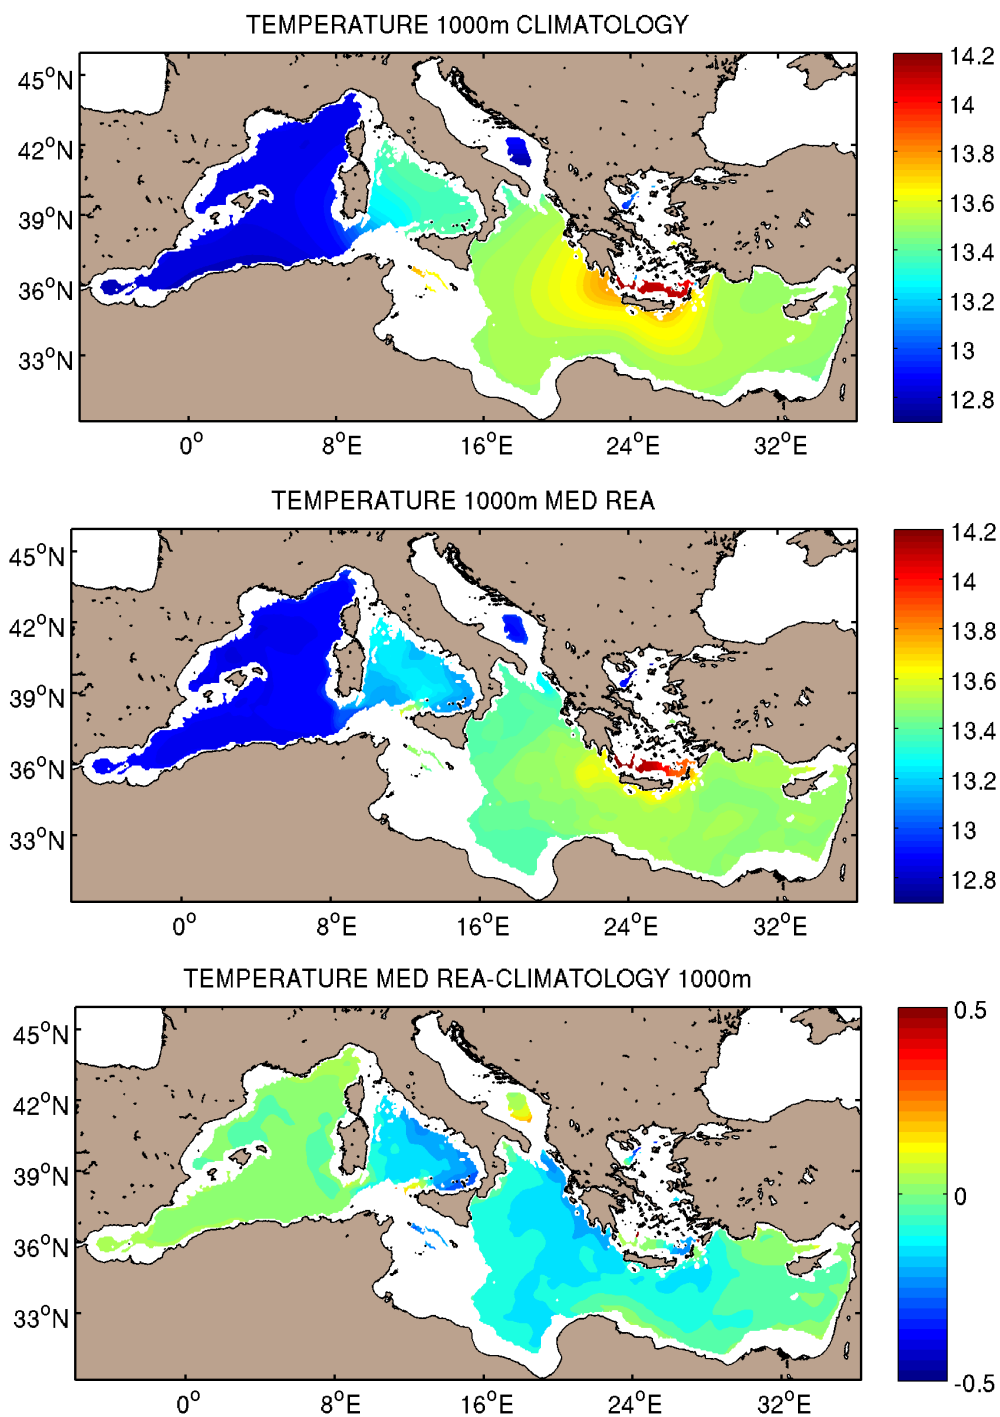 TEMPERATURE 1000m CLIMATOLOGY
45°N
42°N
39°N
36°N
33°N
0°
8°E
16°E
24°E
32°E
14.2
14
13.8
13.6
13.4
13.2
13
12.8
TEMPERATURE 1000m MED REA
45°N
42°N
39°N
36°N
33°N
0°
8°E
16°E
24°E
32°E
14.2
14
13.8
13.6
13.4
13.2
13
12.8
TEMPERATURE MED REA-CLIMATOLOGY 1000m
45°N
42°N
39°N
36°N
33°N
0°
8°E
16°E
24°E
32°E
0.5
0
-0.5